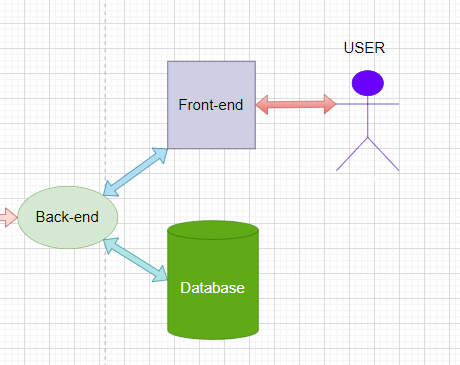 USER
Front-end
Back-end
Database